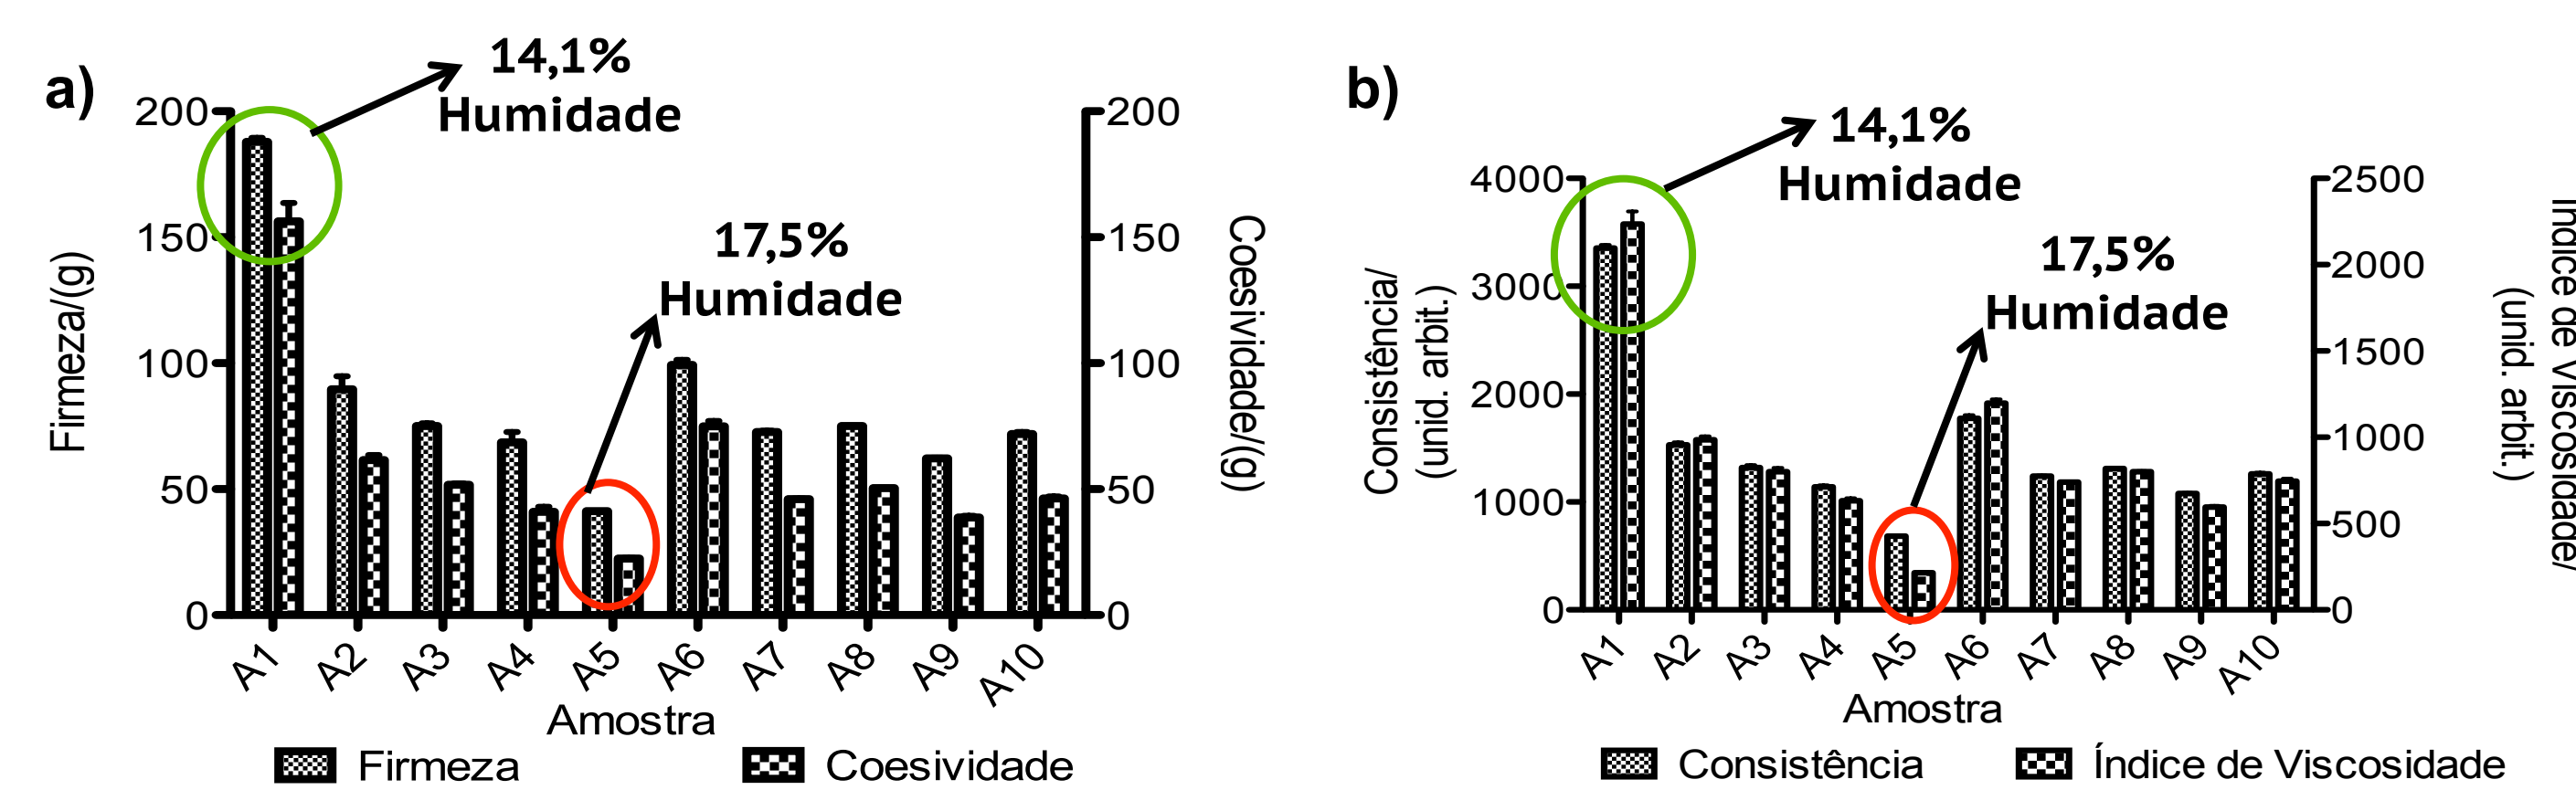 a)
14,1%
Humidade
17,5%
Humidade
Firmeza/(g)
200
150
100
50
0
Coesividade/(g)
200
150
100
50
0
A1 A2 A3 A4 A5 A6 A7 A8 A9 A10
Amostra
Firmeza Coesividade
b)
14,1%
Humidade
17,5%
Humidade
Consistência/
(unid. arbit.)
4000
3000
2000
1000
0
Índice de Viscosidade/
(unid. arbit.)
2500
2000
1500
1000
500
0
A1 A2 A3 A4 A5 A6 A7 A8 A9 A10
Amostra
Consistência Índice de Viscosidade